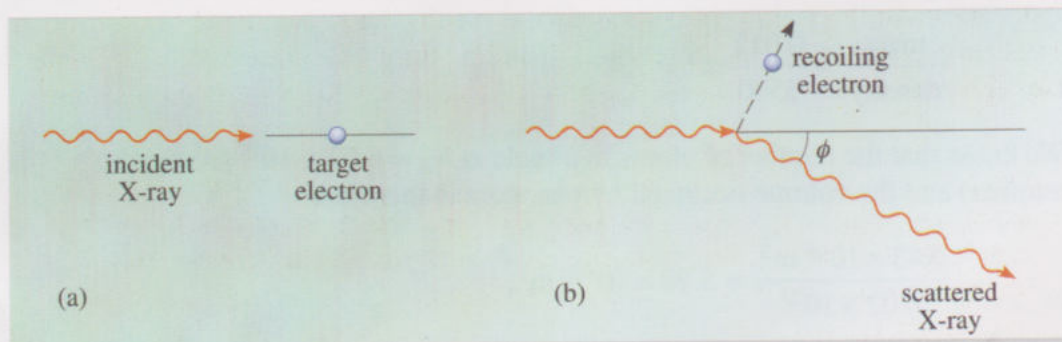 incident
X-ray
target
electron
(a)
recoiling
electron
ϕ
(b)
scattered
X-ray